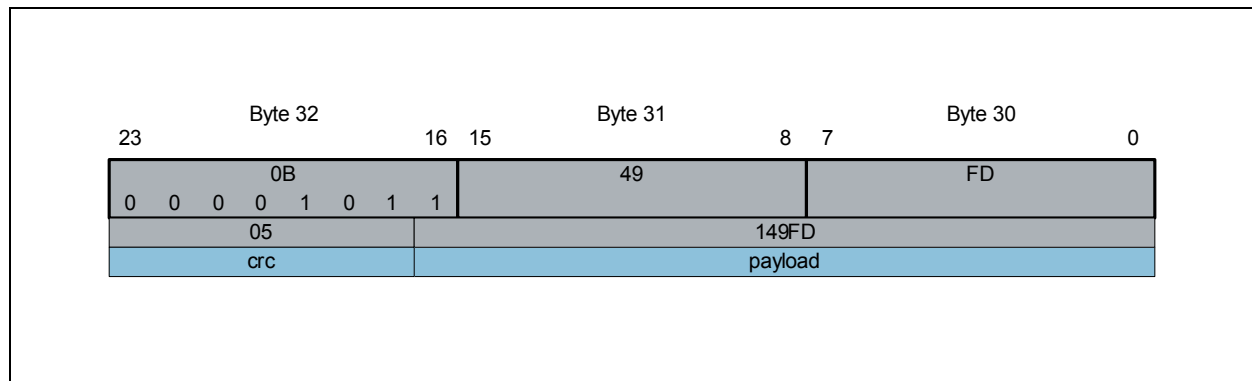 Byte 32 Byte 31 Byte 30
23 16 15 8 7 0
0B 49 FD
0 0 0 0 1 0 1 1
05 149FD
crc payload